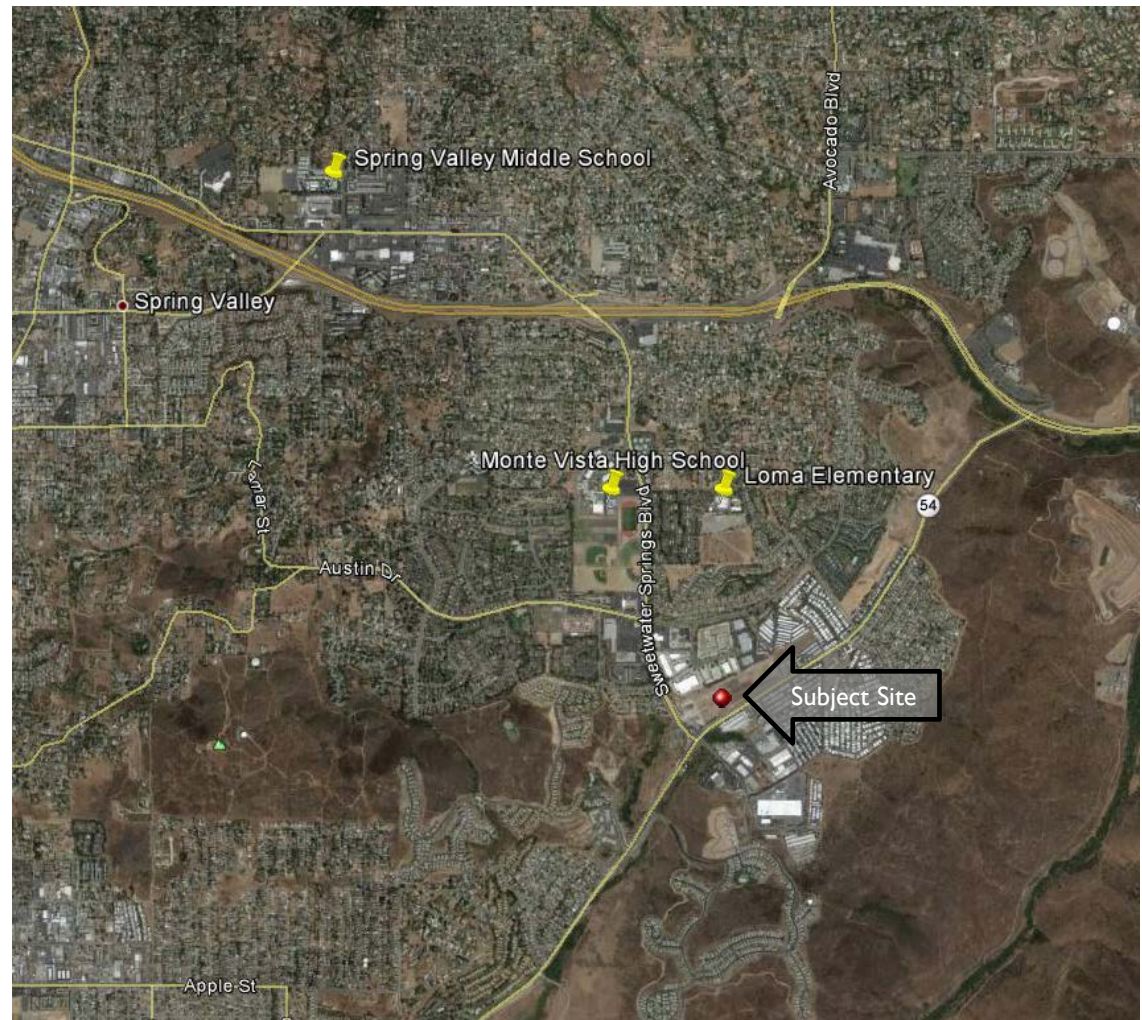 Avocado Blvd
Spring Valley Middle School
Spring Valley
Monte Vista High School
Loma Elementary
54
Lamar St
Austin Dr
Sweetwater Springs Blvd
Subject Site
Apple St